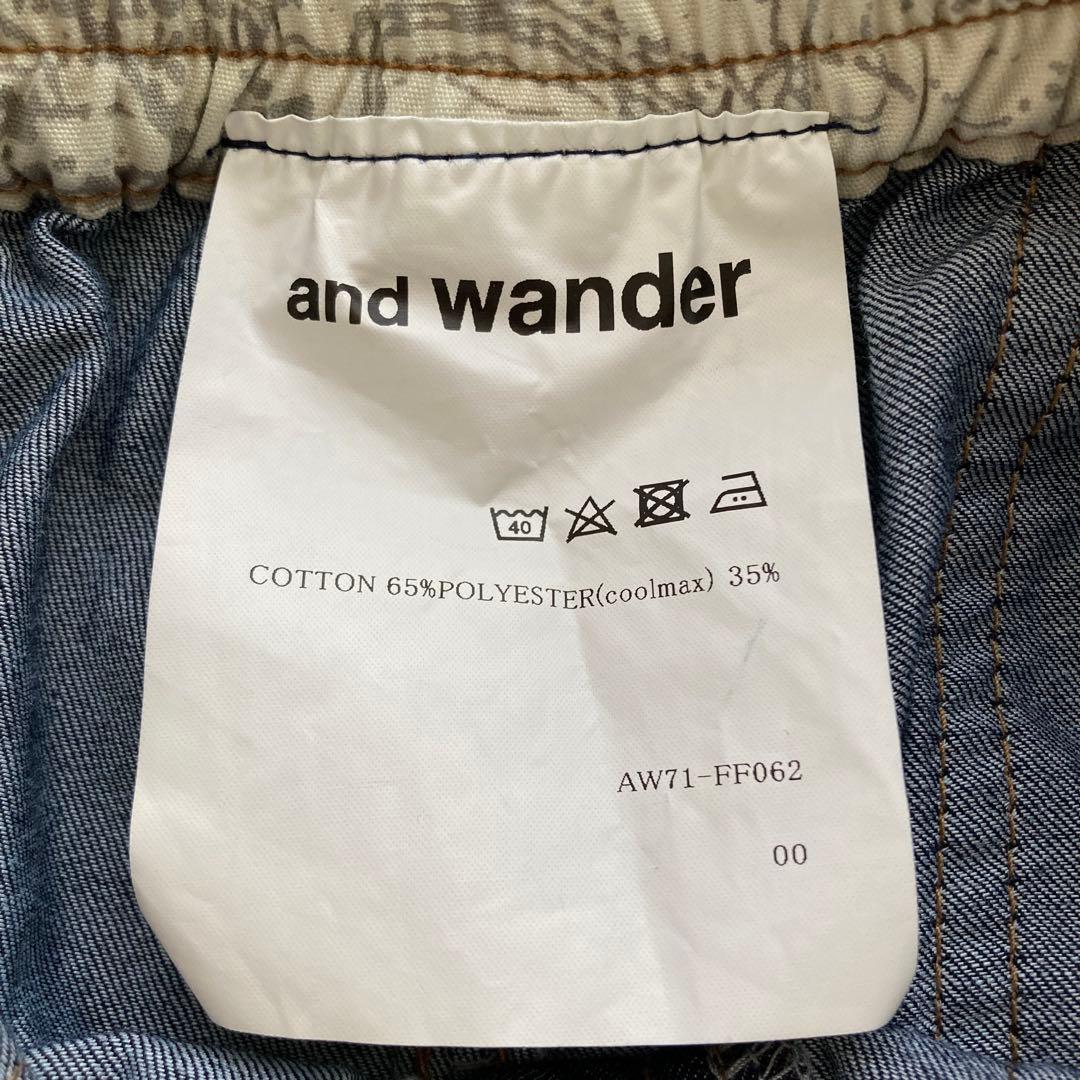 and wander
40
COTTON 65%POLYESTER(coolmax) 35%
AW71-FF062
00